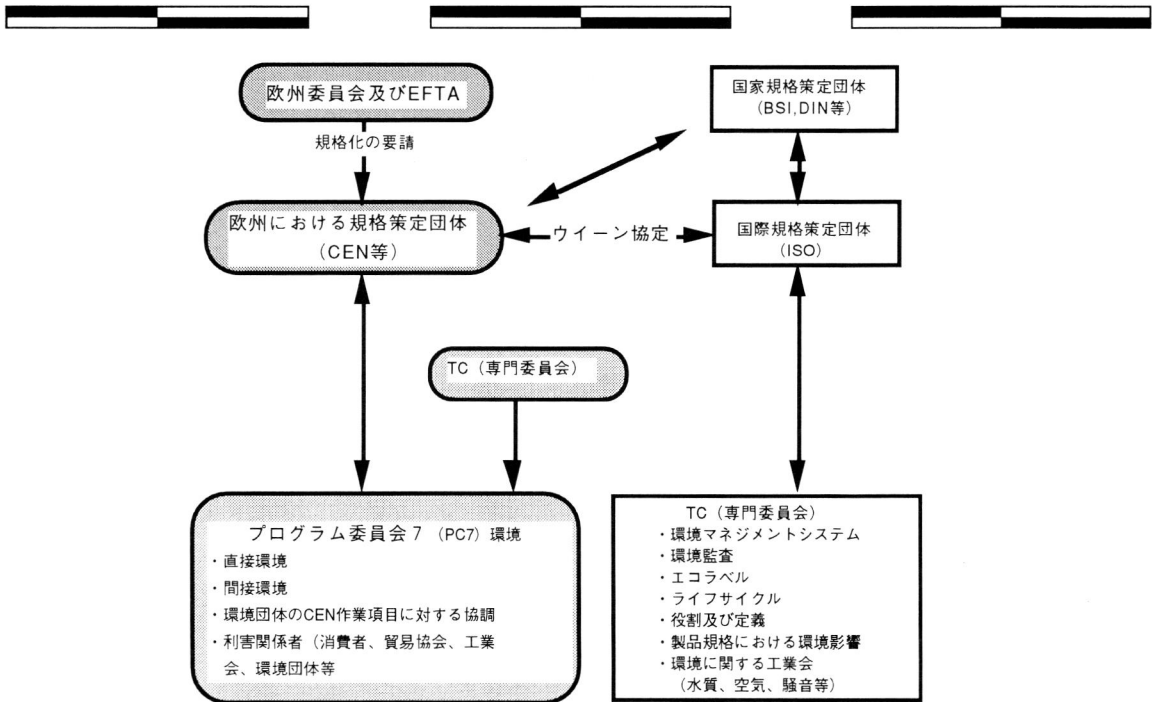 欧州委員会及びEFTA
規格化の要請
欧州における規格策定団体
(CEN等)
国家規格策定団体
(BSI,DIN等)
ウイーン協定
国際規格策定団体
(ISO)
TC(専門委員会)
プログラム委員会7 (PC7) 環境
・直接環境
・間接環境
・環境団体のCEN作業項目に対する協調
・利害関係者(消費者、貿易協会、工業
会、環境団体等
TC(専門委員会)
・環境マネジメントシステム
・環境監査
・エコラベル
・ライフサイクル
・役割及び定義
・製品規格における環境影響
・環境に関する工業会
(水質、空気、騒音等)